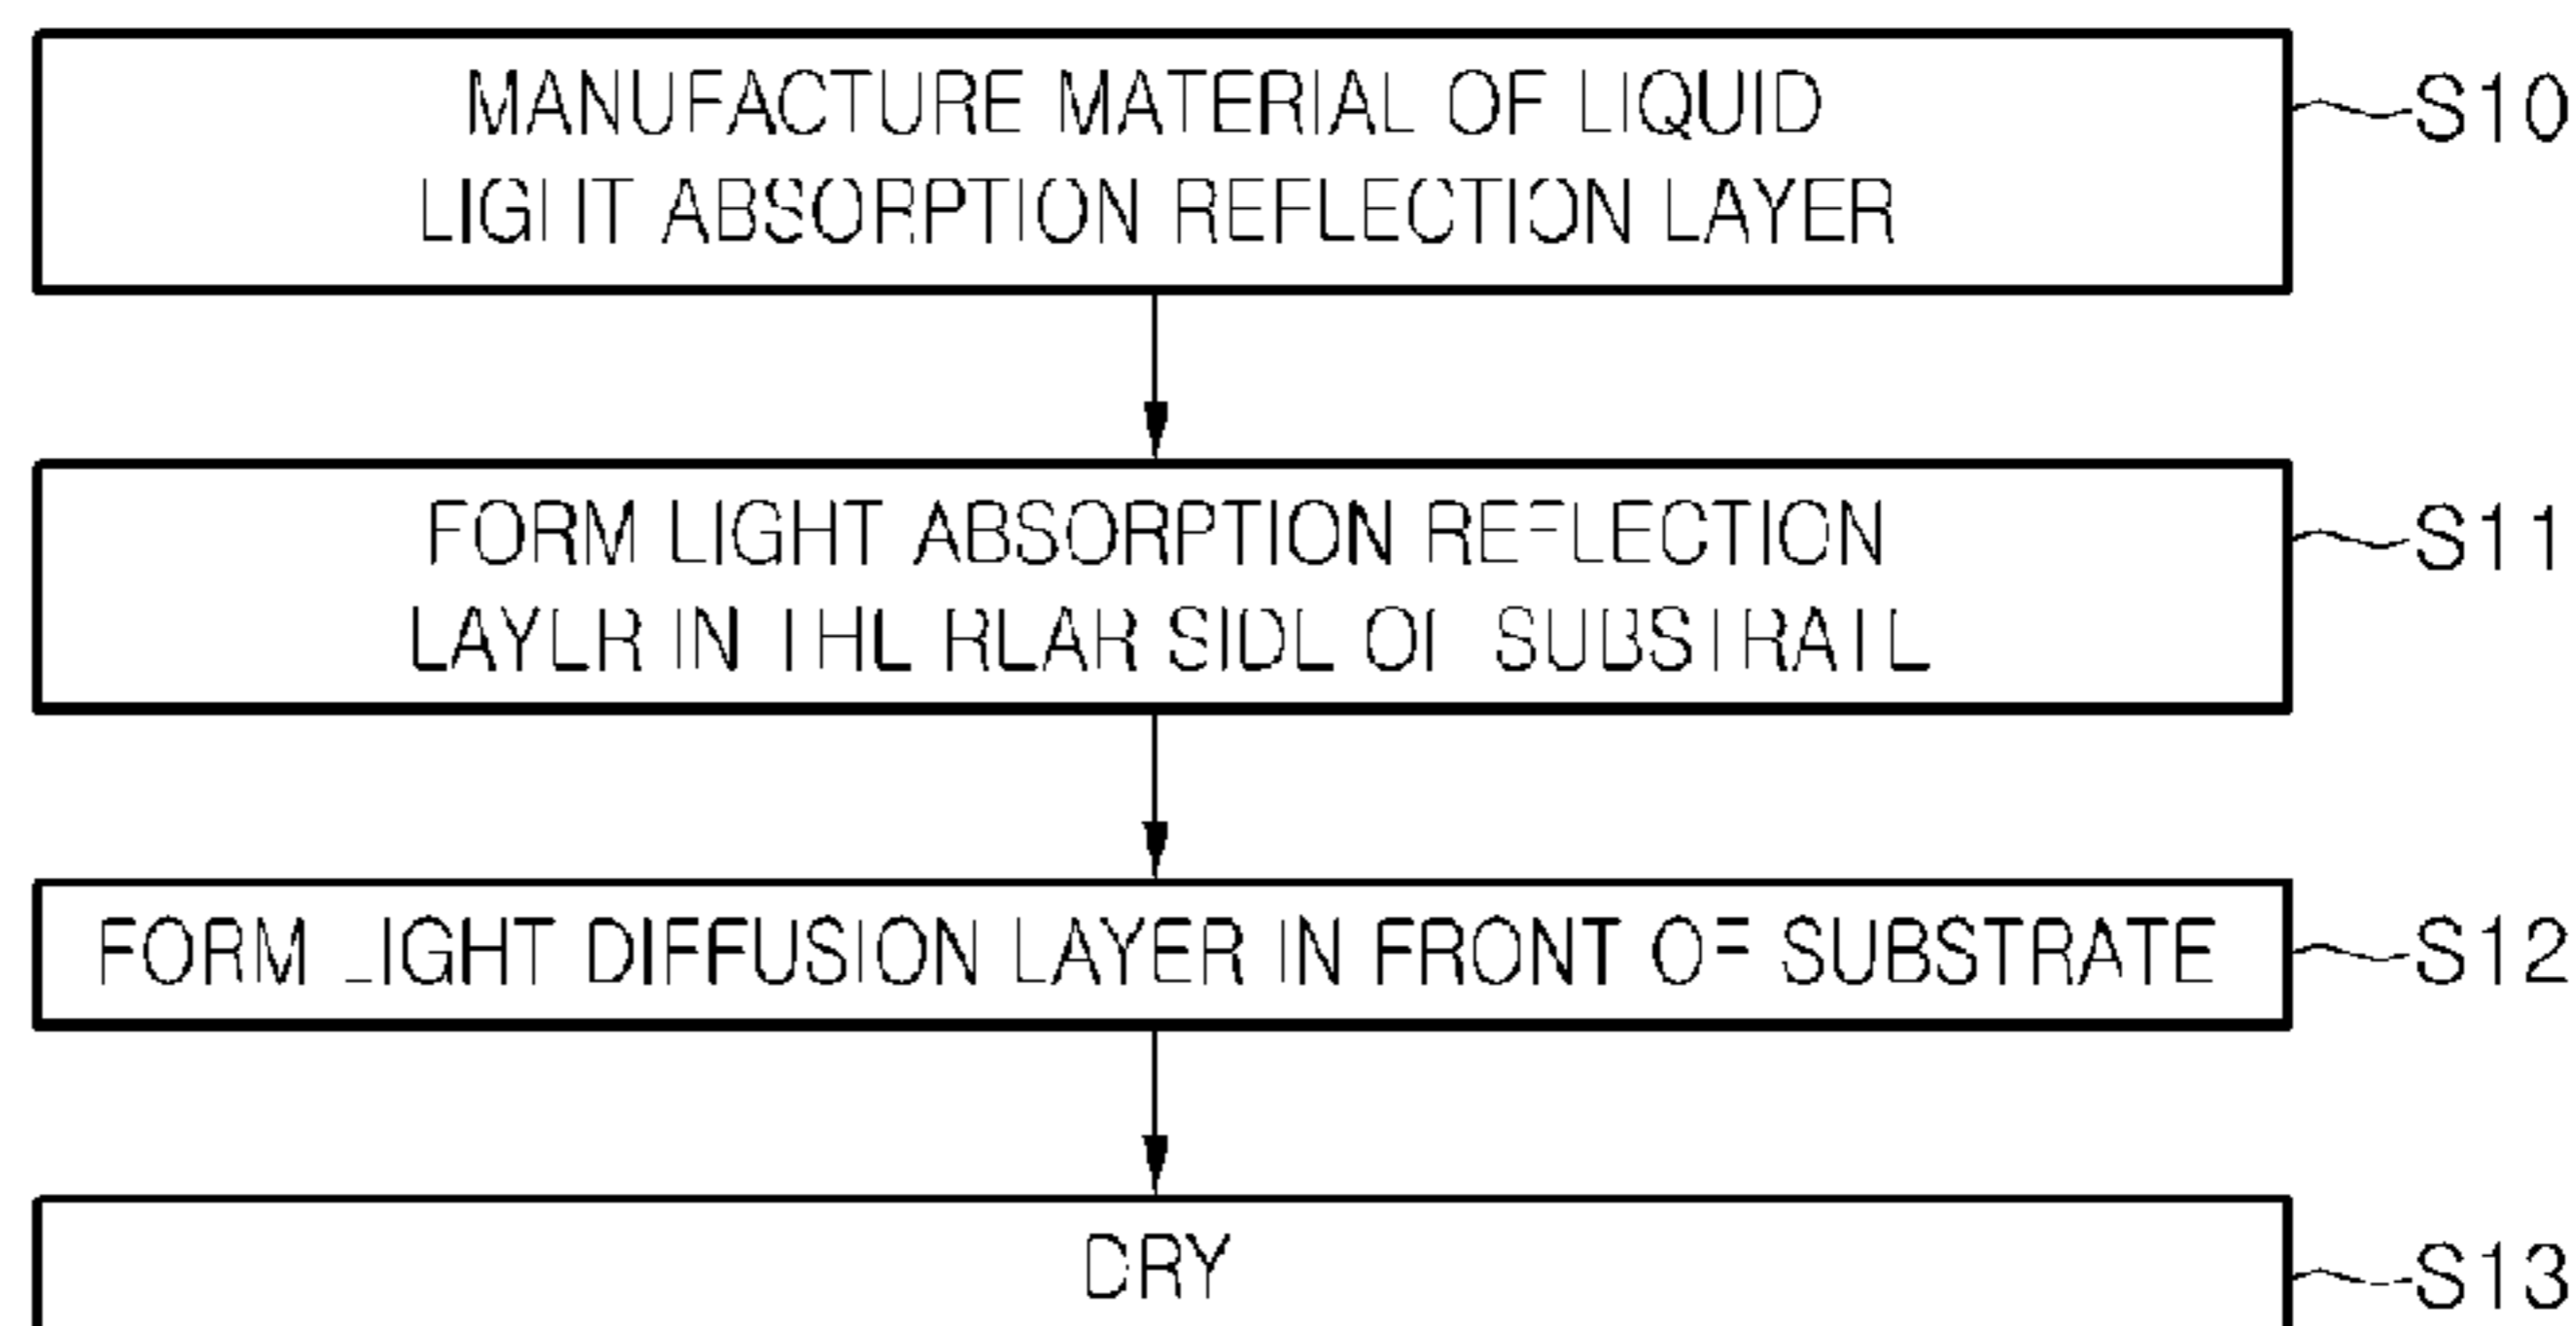 MANUFACTURE MATERIAL OF LIQUID
LIGHT ABSORPTION REFLECTION LAYER
S10
FORM LIGHT ABSORPTION REFLECTION
LAYER IN THE REAR SIDE OF SUBSTRATE
S11
FORM LIGHT DIFFUSION LAYER IN FRONT OF SUBSTRATE
S12
DRY
S13